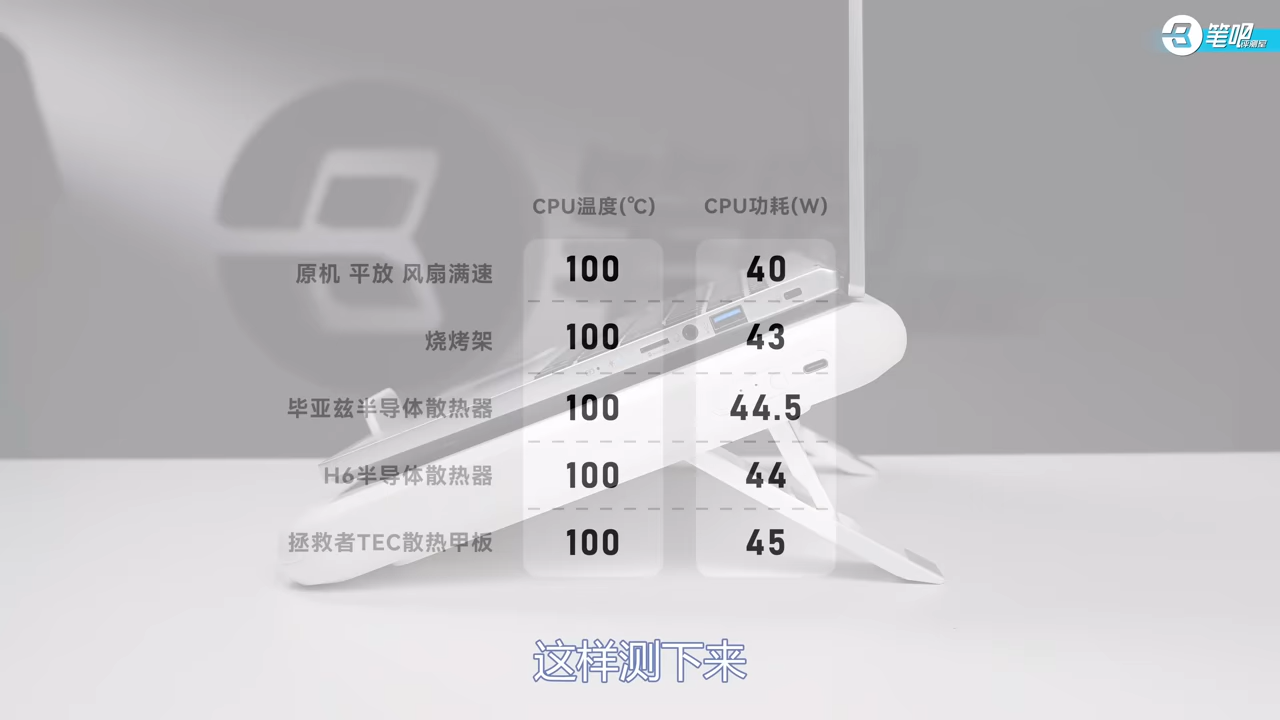 笔吧评测室
CPU温度(℃) CPU功耗(W)
原机 平放 风扇满速 100 40
烧烤架 100 43
毕亚兹半导体散热器 100 44.5
H6半导体散热器 100 44
拯救者TEC散热甲板 100 45
这样测下来